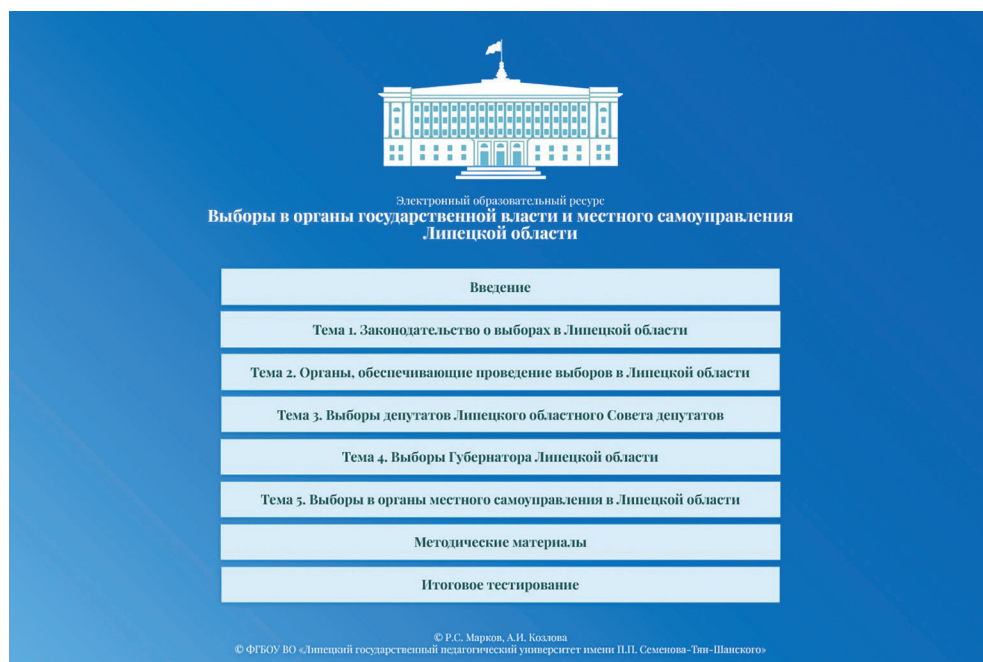 Электронный образовательный ресурс
Выборы в органы государственной власти и местного самоуправления
Липецкой области
Введение
Тема 1. Законодательство о выборах в Липецкой области
Тема 2. Органы, обеспечивающие проведение выборов в Липецкой области
Тема 3. Выборы депутатов Липецкого областного Совета депутатов
Тема 4. Выборы Губернатора Липецкой области
Тема 5. Выборы в органы местного самоуправления в Липецкой области
Методические материалы
Итоговое тестирование
© Р.С. Марков, А.И. Козлова
© ФГБОУ ВО «Липецкий государственный педагогический университет имени П.П. Семенова-Тян-Шанского»